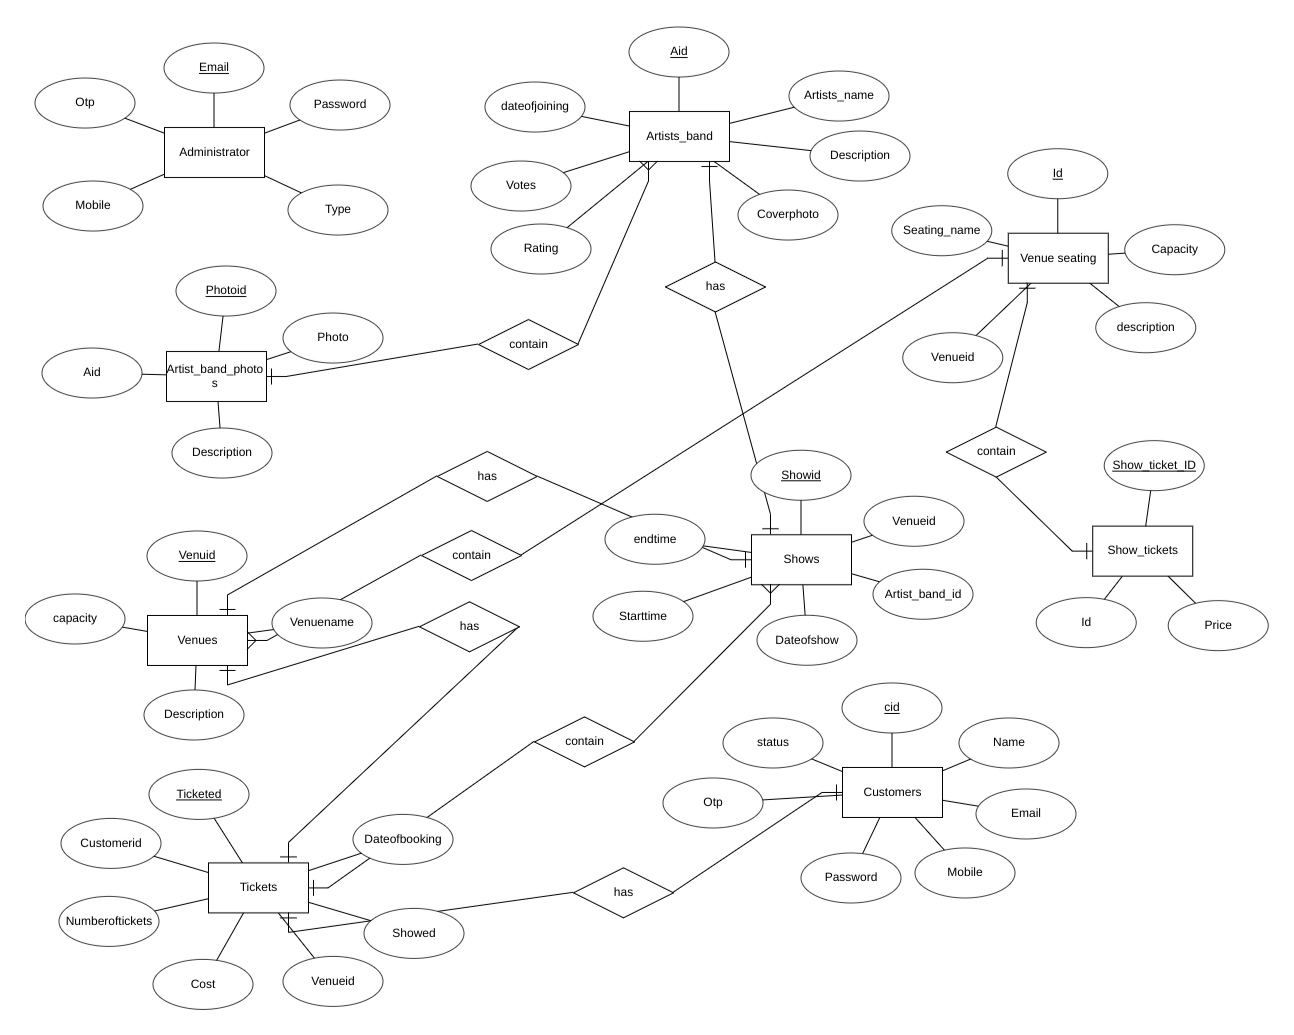 Aid
Email
Artists_name
Otp
Password
dateofjoining
Artists_band
Administrator
Description
Id
Votes
Mobile
Type
Coverphoto
Seating_name
Rating
Capacity
Venue seating
has
Photoid
description
Photo
contain
Venueid
Artist_band_photo
s
Aid
Description
contain
Show_ticket_ID
has
Showid
Venueid
endtime
Venuid
contain
Shows
Show_tickets
Artist_band_id
capacity
Venuename
Starttime
Id
Price
has
Venues
Dateofshow
Description
cid
contain
status
Name
Ticketed
Customers
Otp
Email
Customerid
Dateofbooking
Mobile
Password
Tickets
has
Numberoftickets
Showed
Cost
Venueid